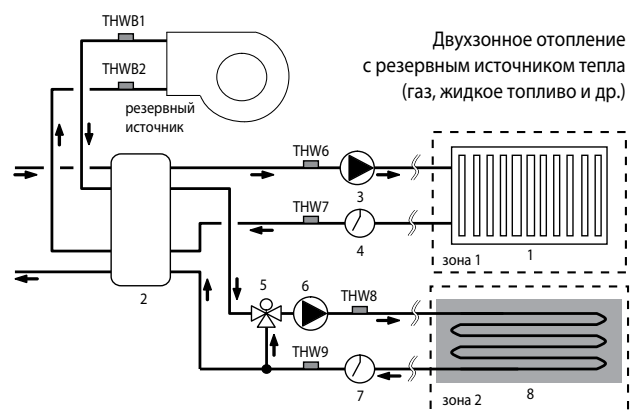 THWB1
THWB2
резервный
источник
Двухзонное отопление
с резервным источником тепла
(газ, жидкое топливо и др.)
THW6
3
THW7
4
зона 1
1
2
5
6
THW8
THW9
7
зона 2
8